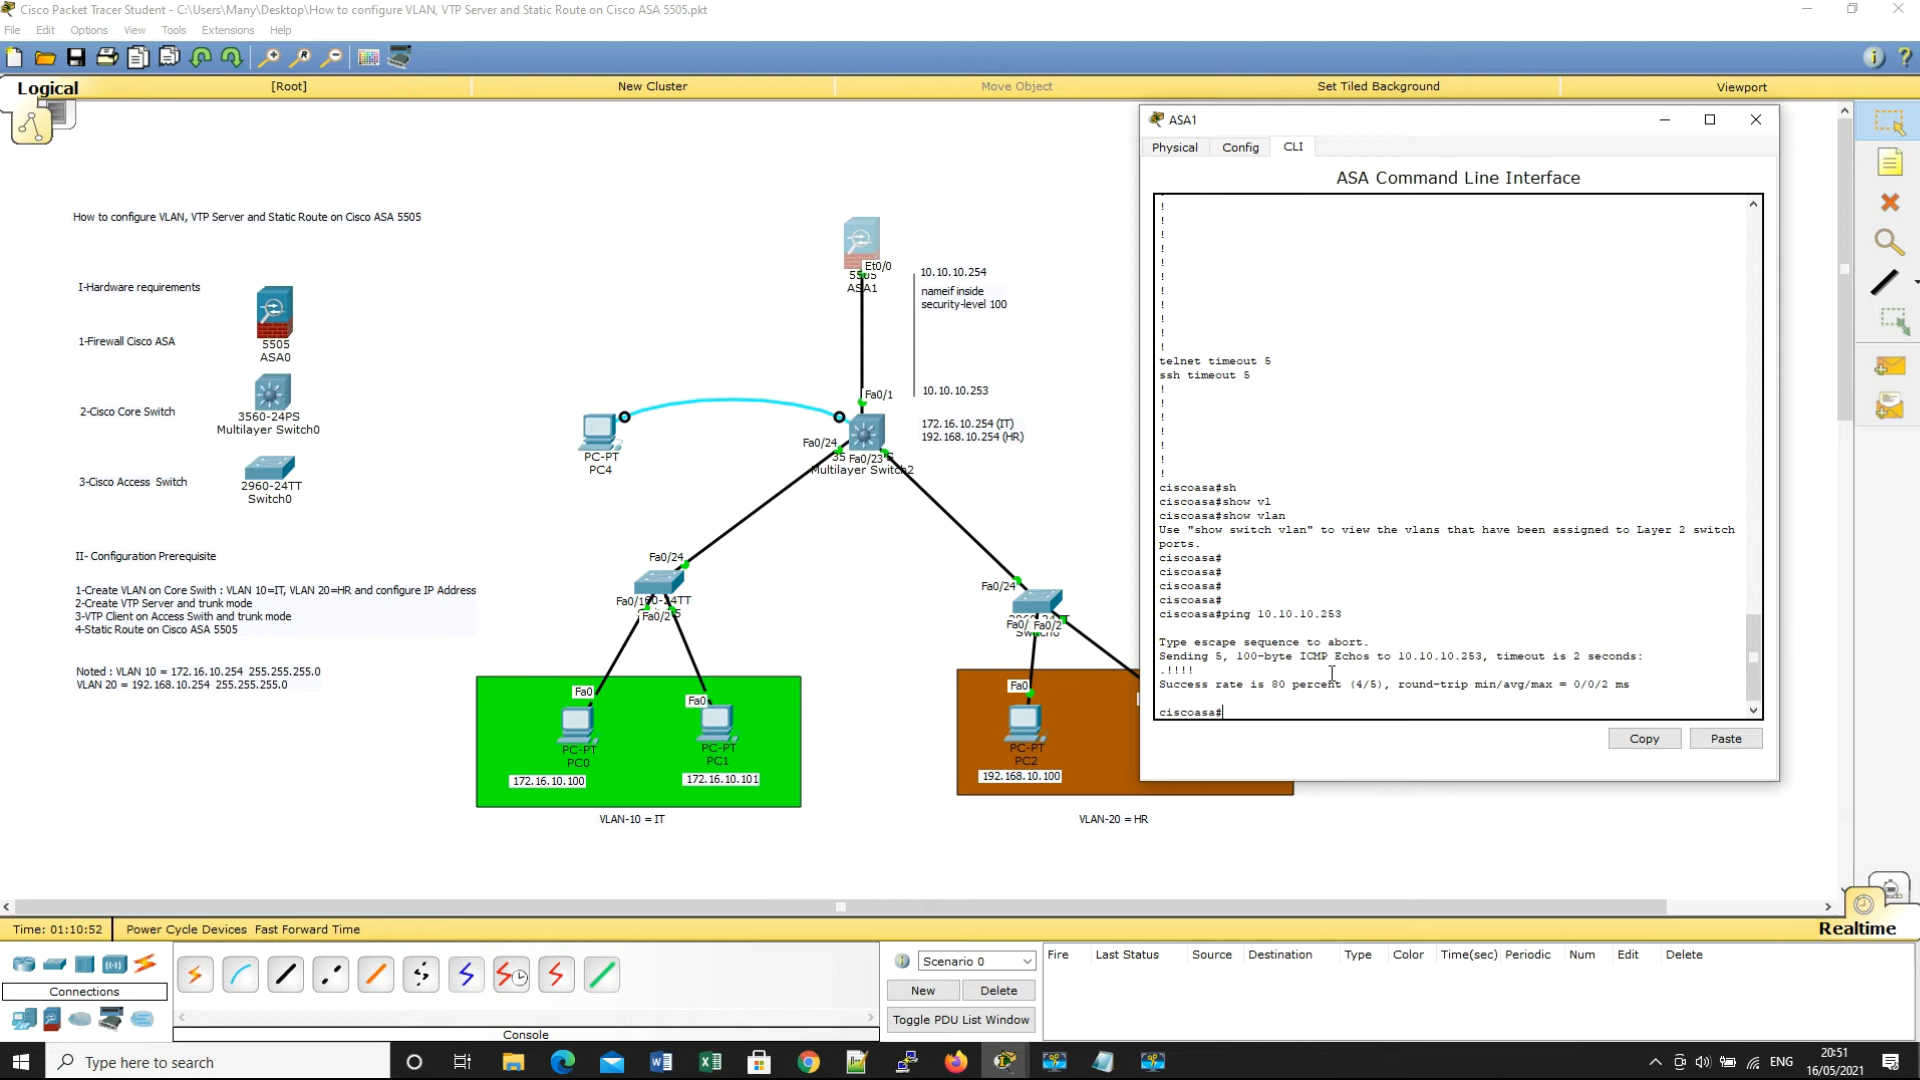 Cisco Packet Tracer Student - C:\Users\Many\Desktop\How to configure VLAN, VTP Server and Static Route on Cisco ASA 5505.pkt
File Edit Options View Tools Extensions Help
Logical [Root] New Cluster Move Object Set Tiled Background Viewport
How to configure VLAN, VTP Server and Static Route on Cisco ASA 5505
I-Hardware requirements
1-Firewall Cisco ASA
5505
ASA0
2-Cisco Core Switch
3560-24PS
Multilayer Switch0
3-Cisco Access Switch
2960-24TT
Switch0
II- Configuration Prerequisite
1-Create VLAN on Core Swith : VLAN 10=IT, VLAN 20=HR and configure IP Address
2-Create VTP Server and trunk mode
3-VTP Client on Access Swith and trunk mode
4-Static Route on Cisco ASA 5505
Noted : VLAN 10 = 172.16.10.254 255.255.255.0
VLAN 20 = 192.168.10.254 255.255.255.0
Et0/0
5505
ASA1
10.10.10.254
nameif inside
security-level 100
10.10.10.253
Fa0/1
172.16.10.254 (IT)
192.168.10.254 (HR)
PC-PT
PC4
Fa0/24
Fa0/23
Multilayer Switch2
Fa0/24
Fa0/1
Fa0/2
Fa0/24
Fa0/2
Fa0
PC-PT
PC0
172.16.10.100
Fa0
PC-PT
PC1
172.16.10.101
VLAN-10 = IT
Fa0
PC-PT
PC2
192.168.10.100
VLAN-20 = HR
ASA1
Physical Config CLI
ASA Command Line Interface
!
!
!
!
!
!
!
!
!
!
!
telnet timeout 5
ssh timeout 5
!
!
!
!
!
!
!
ciscoasa#sh
ciscoasa#show vl
ciscoasa#show vlan
Use "show switch vlan" to view the vlans that have been assigned to Layer 2 switch
ports.
ciscoasa#
ciscoasa#
ciscoasa#
ciscoasa#
ciscoasa#ping 10.10.10.253
Type escape sequence to abort.
Sending 5, 100-byte ICMP Echos to 10.10.10.253, timeout is 2 seconds:
.!!!!
Success rate is 80 percent (4/5), round-trip min/avg/max = 0/0/2 ms
ciscoasa#
Copy Paste
Time: 01:10:52 Power Cycle Devices Fast Forward Time Realtime
Connections
Console
Scenario 0
New Delete
Toggle PDU List Window
Fire Last Status Source Destination Type Color Time(sec) Periodic Num Edit Delete
Type here to search
ENG
20:51
16/05/2021